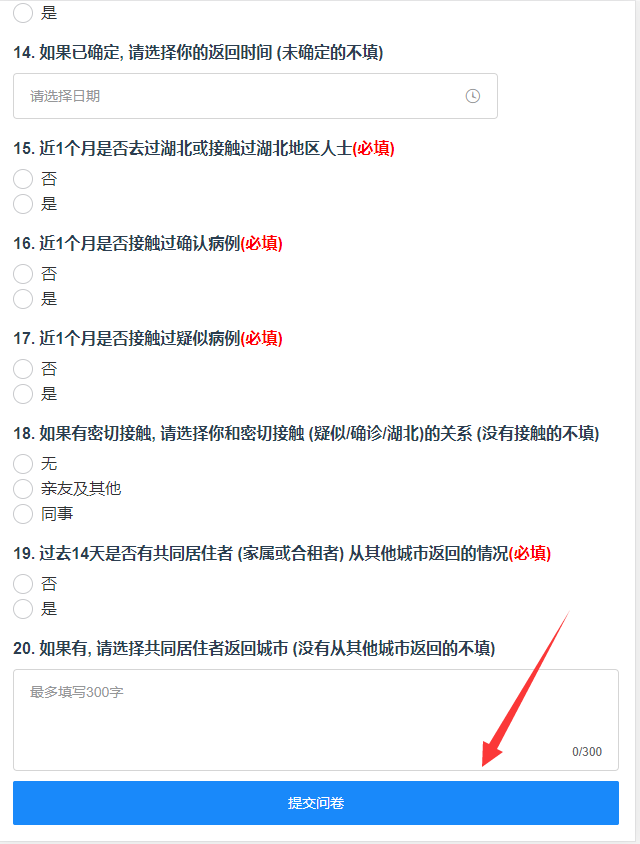 是
14. 如果已确定, 请选择你的返回时间 (未确定的不填)
请选择日期
15. 近1个月是否去过湖北或接触过湖北地区人士(必填)
否
是
16. 近1个月是否接触过确认病例(必填)
否
是
17. 近1个月是否接触过疑似病例(必填)
否
是
18. 如果有密切接触, 请选择你和密切接触 (疑似/确诊/湖北)的关系 (没有接触的不填)
无
亲友及其他
同事
19. 过去14天是否有共同居住者 (家属或合租者) 从其他城市返回的情况(必填)
否
是
20. 如果有, 请选择共同居住者返回城市 (没有从其他城市返回的不填)
最多填写300字
0/300
提交问卷